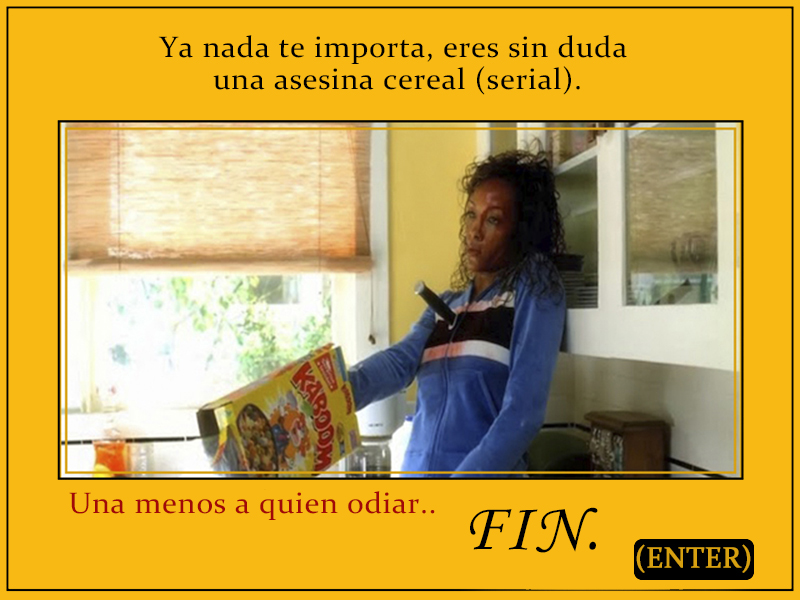 Ya nada te importa, eres sin duda
una asesina cereal (serial).
KABOOM
Una menos a quien odiar..
FIN.
(ENTER)